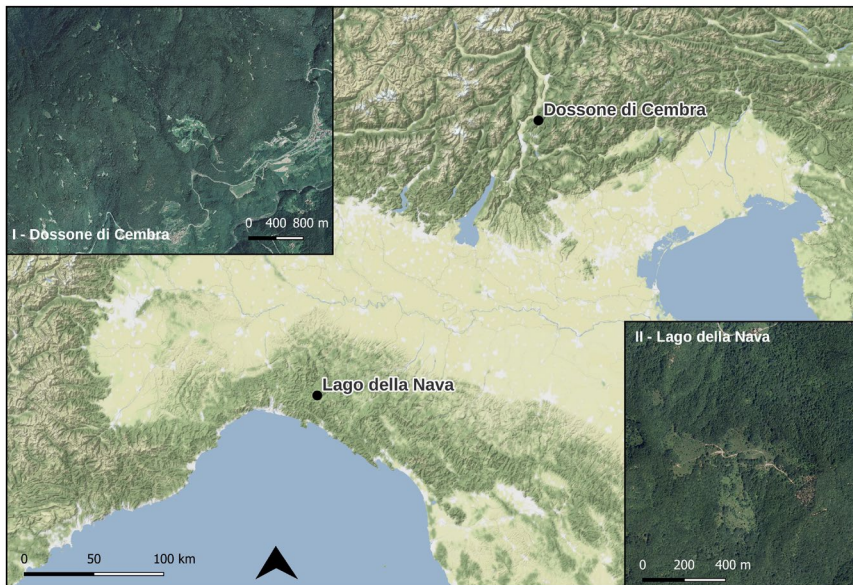 Dossone di Cembra
I - Dossone di Cembra
0 400 800 m
Lago della Nava
II - Lago della Nava
0 50 100 km
0 200 400 m